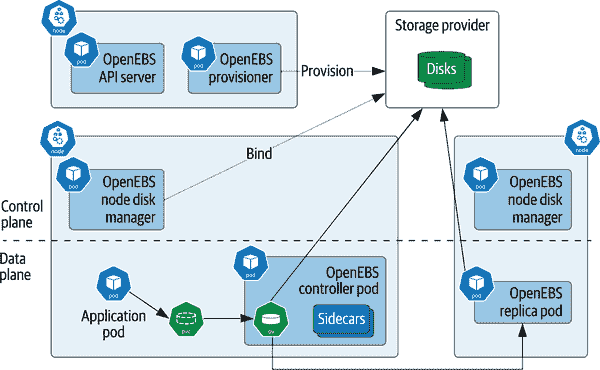 node
pod
OpenEBS
API server
pod
OpenEBS
provisioner
Provision
Storage provider
Disks
node
pod
OpenEBS
node disk
manager
Bind
node
pod
OpenEBS
node disk
manager
Control
plane
Data
plane
pod
Application
pod
pvc
pod
OpenEBS
controller pod
pv
Sidecars
pod
OpenEBS
replica pod